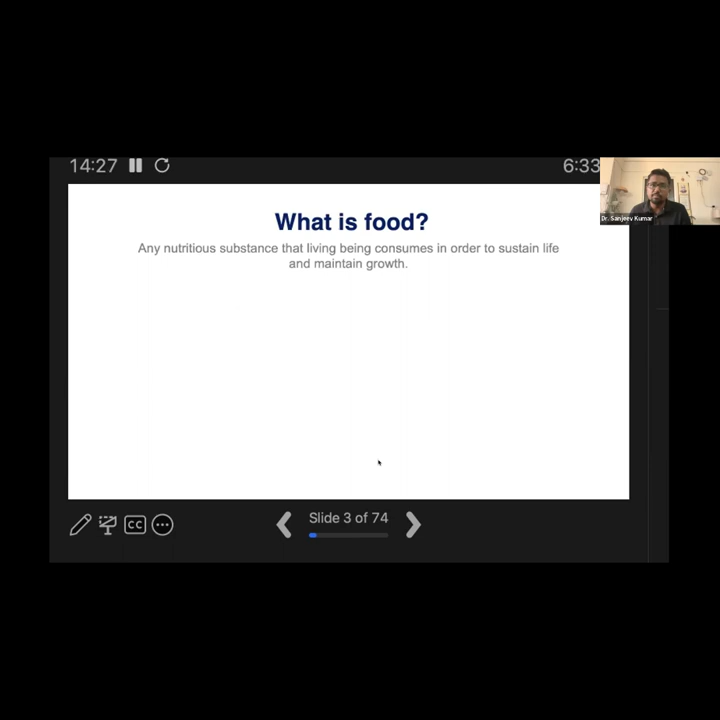 14:27
6:33
Dr. Sanjeev Kumar
What is food?
Any nutritious substance that living being consumes in order to sustain life
and maintain growth.
CC
Slide 3 of 74